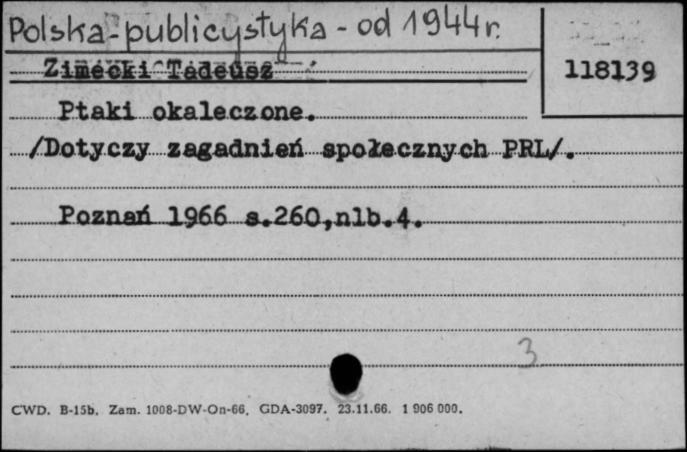 Polska-publicystyka - od 1944 r.
Zimecki Tadeusz
118139
Ptaki okaleczone.
/Dotyczy zagadnień społecznych PRL/.
Poznań 1966 s.260,nlb.4.
3
CWD. B-15b. Zam. 1008-DW-On-66. GDA-3097. 23.11.66. 1 906 000.